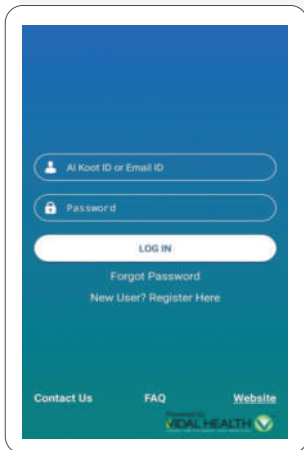 Al Koot ID or Email ID
Password
LOG IN
Forgot Password
New User? Register Here
Contact Us FAQ Website
Powered by
VIDAL HEALTH